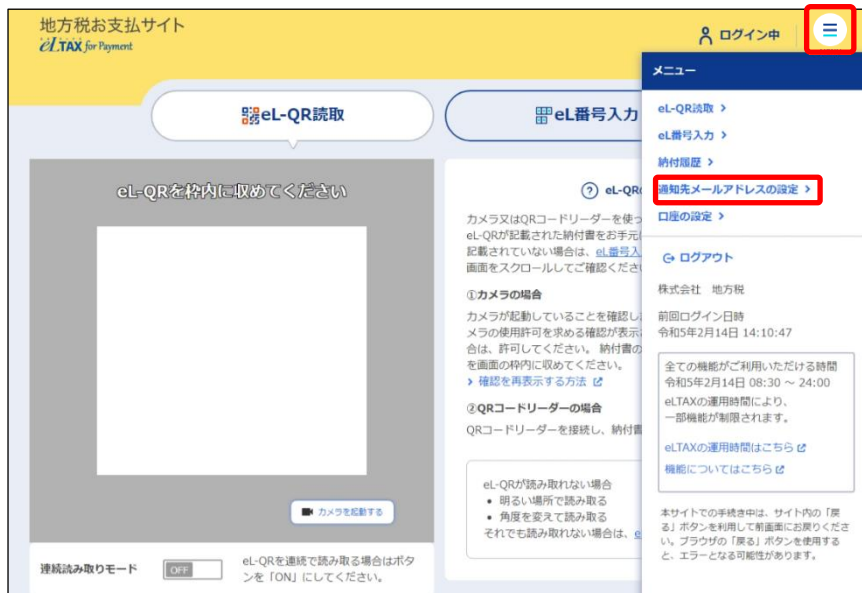 地方税お支払サイト
eLTAX for Payment
ログイン中
メニュー
eL-QR読取
eL番号入力
納付履歴
通知先メールアドレスの設定
口座の設定
ログアウト
株式会社　地方税
前回ログイン日時
令和5年2月14日 14:10:47
全ての機能がご利用いただける時間
令和5年2月14日 08:30 ～ 24:00
eLTAXの運用時間により、
一部機能が制限されます。
eLTAXの運用時間はこちら
機能についてはこちら
本サイトでの手続き中は、サイト内の「戻
る」ボタンを利用して前画面にお戻りくださ
い。ブラウザの「戻る」ボタンを使用する
と、エラーとなる可能性があります。
eL-QR読取
eL番号入力
eL-QRを枠内に収めてください
カメラを起動する
連続読み取りモード
OFF
eL-QRを連続で読み取る場合はボタ
ンを「ON」にしてください。
eL-QR
カメラ又はQRコードリーダーを使っ
eL-QRが記載された納付書をお手元
記載されていない場合は、eL番号入
画面をスクロールしてご確認くださ
①カメラの場合
カメラが起動していることを確認し
メラの使用許可を求める確認が表示
合は、許可してください。 納付書の
を画面の枠内に収めてください。
確認を再表示する方法
②QRコードリーダーの場合
QRコードリーダーを接続し、納付書
eL-QRが読み取れない場合
• 明るい場所で読み取る
• 角度を変えて読み取る
それでも読み取れない場合は、e